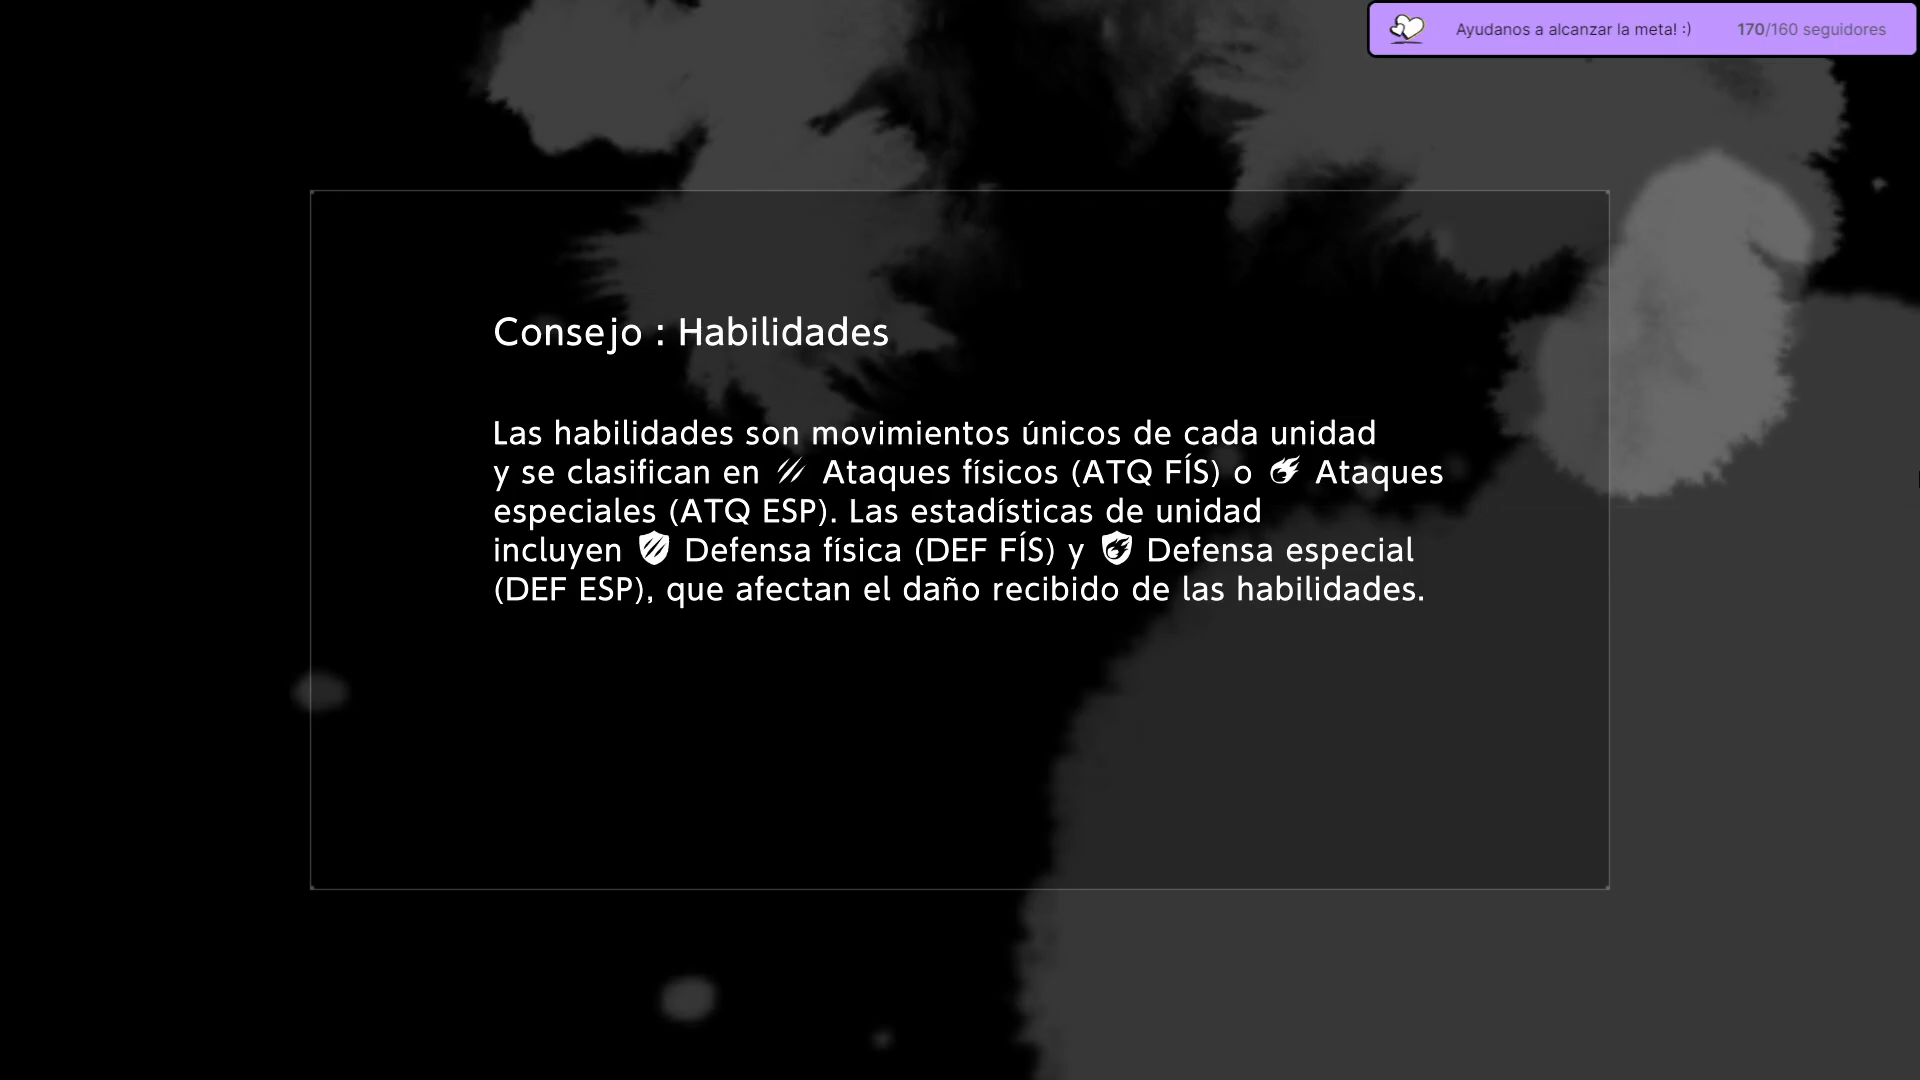 Ayudanos a alcanzar la meta! :) 170/160 seguidores
Consejo : Habilidades
Las habilidades son movimientos únicos de cada unidad
y se clasifican en Ataques físicos (ATQ FÍS) o Ataques
especiales (ATQ ESP). Las estadísticas de unidad
incluyen Defensa física (DEF FÍS) y Defensa especial
(DEF ESP), que afectan el daño recibido de las habilidades.